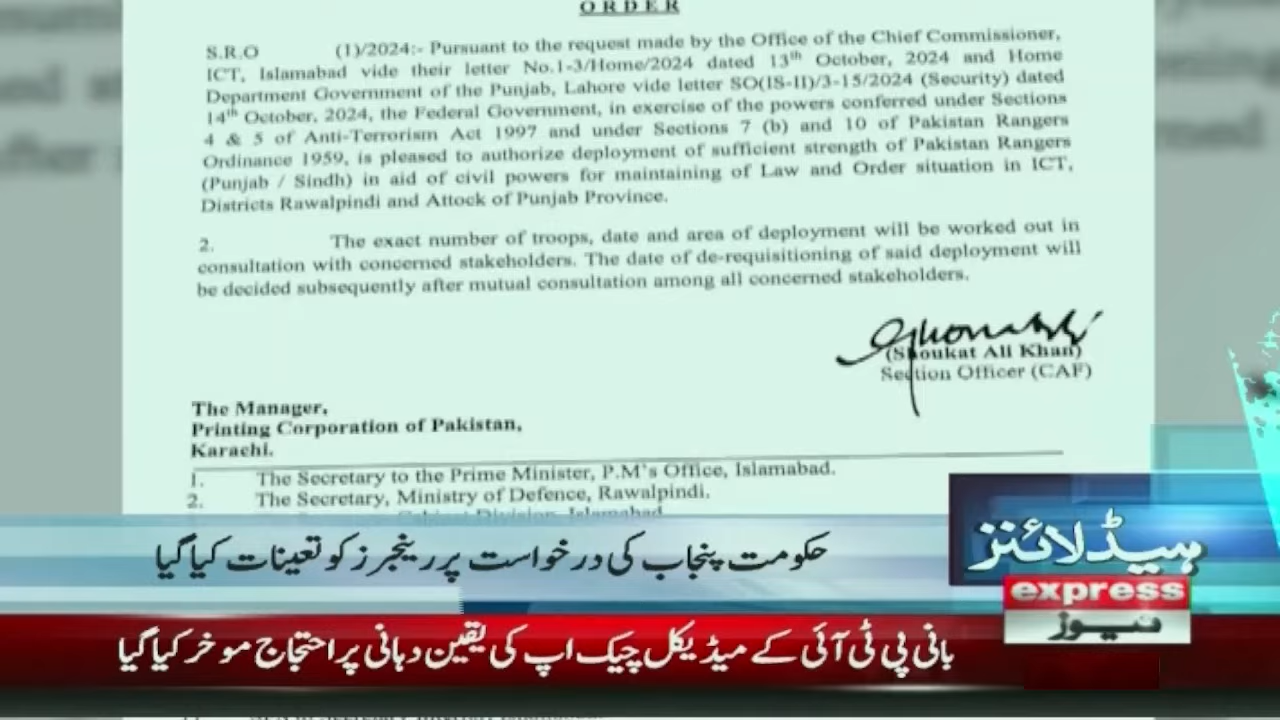 ORDER
S.R.O (1)/2024:- Pursuant to the request made by the Office of the Chief Commissioner,
ICT, Islamabad vide their letter No.1-3/Home/2024 dated 13th October, 2024 and Home
Department Government of the Punjab, Lahore vide letter SO(IS-II)/3-15/2024 (Security) dated
14th October, 2024, the Federal Government, in exercise of the powers conferred under Sections
4 & 5 of Anti-Terrorism Act 1997 and under Sections 7 (b) and 10 of Pakistan Rangers
Ordinance 1959, is pleased to authorize deployment of sufficient strength of Pakistan Rangers
(Punjab / Sindh) in aid of civil powers for maintaining of Law and Order situation in ICT,
Districts Rawalpindi and Attock of Punjab Province.
2. The exact number of troops, date and area of deployment will be worked out in
consultation with concerned stakeholders. The date of de-requisitioning of said deployment will
be decided subsequently after mutual consultation among all concerned stakeholders.
(Shoukat Ali Khan)
Section Officer (CAF)
The Manager,
Printing Corporation of Pakistan,
Karachi.
1. The Secretary to the Prime Minister, P.M's Office, Islamabad.
2. The Secretary, Ministry of Defence, Rawalpindi.
حکومت پنجاب کی درخواست پر رینجرز کو تعینات کیا گیا
ہیڈلائنز
express
نیوز
بانی پی ٹی آئی کے میڈیکل چیک اپ کی یقین دہانی پر احتجاج موخر کیا گیا